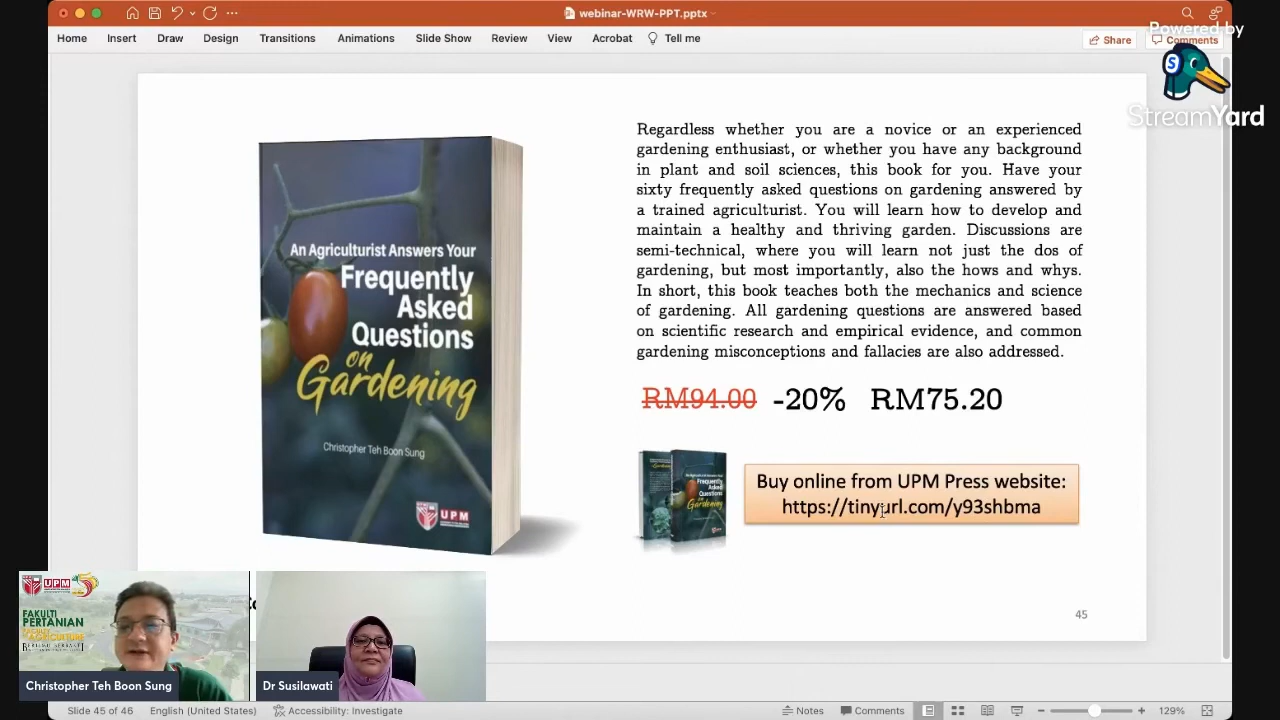 webinar-WRW-PPT.pptx
Powered by
StreamYard
Home Insert Draw Design Transitions Animations Slide Show Review View Acrobat Tell me Share Comments
An Agriculturist Answers Your
Frequently
Asked
Questions
on
Gardening
Christopher Teh Boon Sung
UPM
Regardless whether you are a novice or an experienced
gardening enthusiast, or whether you have any background
in plant and soil sciences, this book for you. Have your
sixty frequently asked questions on gardening answered by
a trained agriculturist. You will learn how to develop and
maintain a healthy and thriving garden. Discussions are
semi-technical, where you will learn not just the dos of
gardening, but most importantly, also the hows and whys.
In short, this book teaches both the mechanics and science
of gardening. All gardening questions are answered based
on scientific research and empirical evidence, and common
gardening misconceptions and fallacies are also addressed.
RM94.00 -20% RM75.20
Frequently
Asked
Questions
Gardening
Buy online from UPM Press website:
https://tinyurl.com/y93shbma
45
UPM
FAKULTI
PERTANIAN
Christopher Teh Boon Sung
Dr Susilawati
Slide 45 of 46 English (United States) Accessibility: Investigate Notes Comments 129%